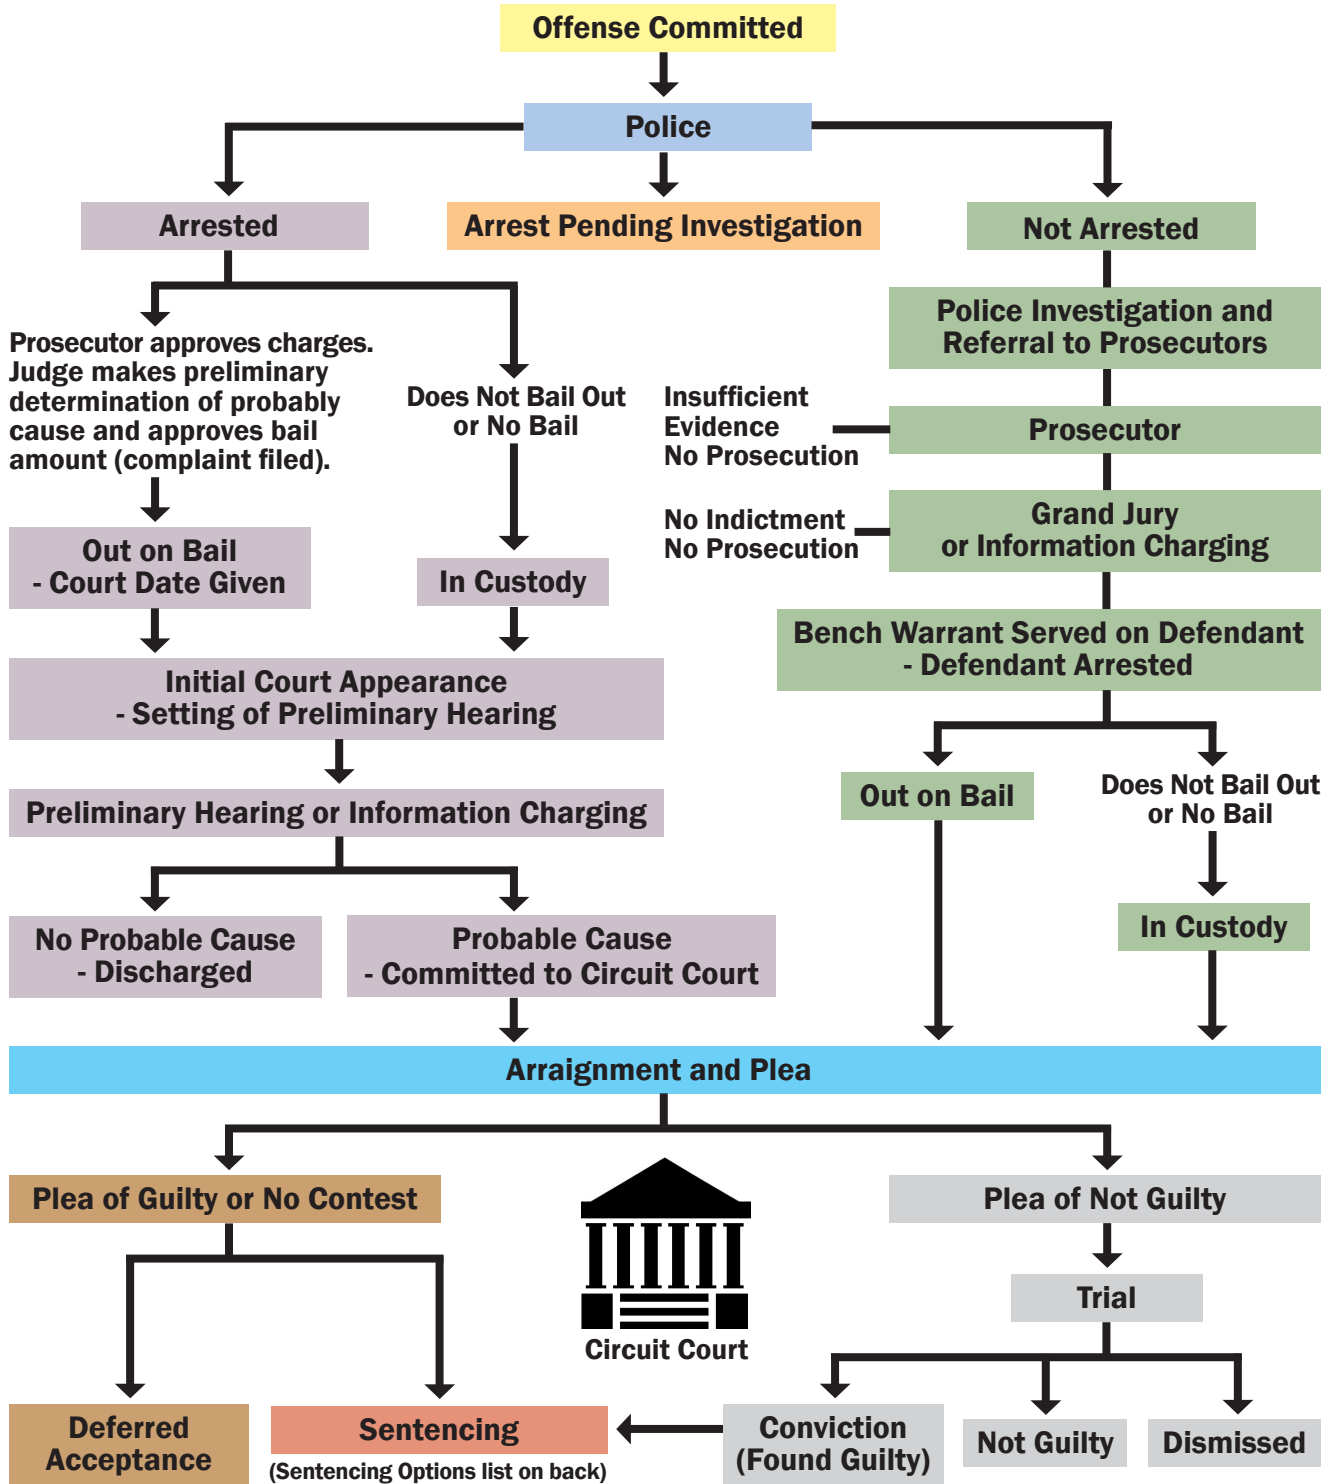 Offense Committed
Police
Arrested
Arrest Pending Investigation
Not Arrested
Prosecutor approves charges.
Judge makes preliminary
determination of probably
cause and approves bail
amount (complaint filed).
Does Not Bail Out
or No Bail
Police Investigation and
Referral to Prosecutors
Insufficient
Evidence
No Prosecution
Prosecutor
No Indictment
No Prosecution
Grand Jury
or Information Charging
Out on Bail
- Court Date Given
In Custody
Bench Warrant Served on Defendant
- Defendant Arrested
Initial Court Appearance
- Setting of Preliminary Hearing
Out on Bail
Does Not Bail Out
or No Bail
Preliminary Hearing or Information Charging
In Custody
No Probable Cause
- Discharged
Probable Cause
- Committed to Circuit Court
Arraignment and Plea
Plea of Guilty or No Contest
Plea of Not Guilty
Trial
Circuit Court
Deferred
Acceptance
Sentencing
(Sentencing Options list on back)
Conviction
(Found Guilty)
Not Guilty
Dismissed